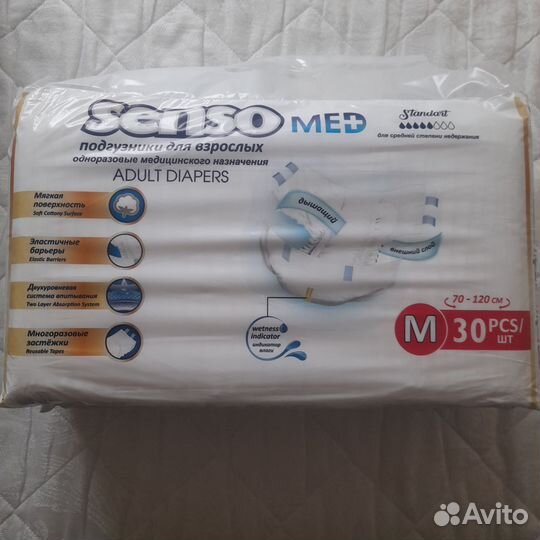 senso MED
Standart
для средней степени недержания
подгузники для взрослых
одноразовые медицинского назначения
ADULT DIAPERS
Мягкая
поверхность
Soft Cottony Surface
дышащий
внешний слой
Эластичные
барьеры
Elastic Barriers
Двухуровневая
система впитывания
Two Layer Absorption System
70 - 120 СМ
M 30 PCS/
ШТ
wetness
indicator
индикатор
влаги
Многоразовые
застёжки
Reusable Tapes
Avito